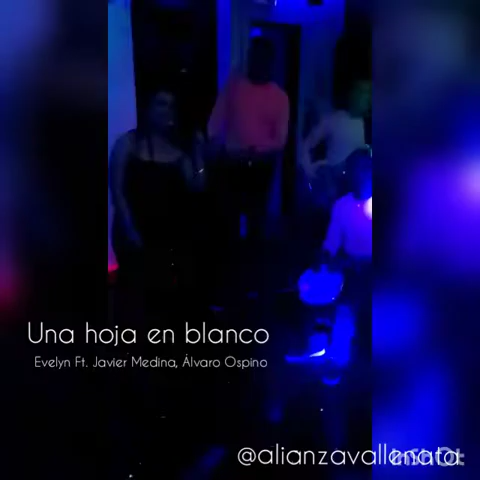 Una hoja en blanco
Evelyn Ft. Javier Medina, Álvaro Ospino
@alianzavallenata